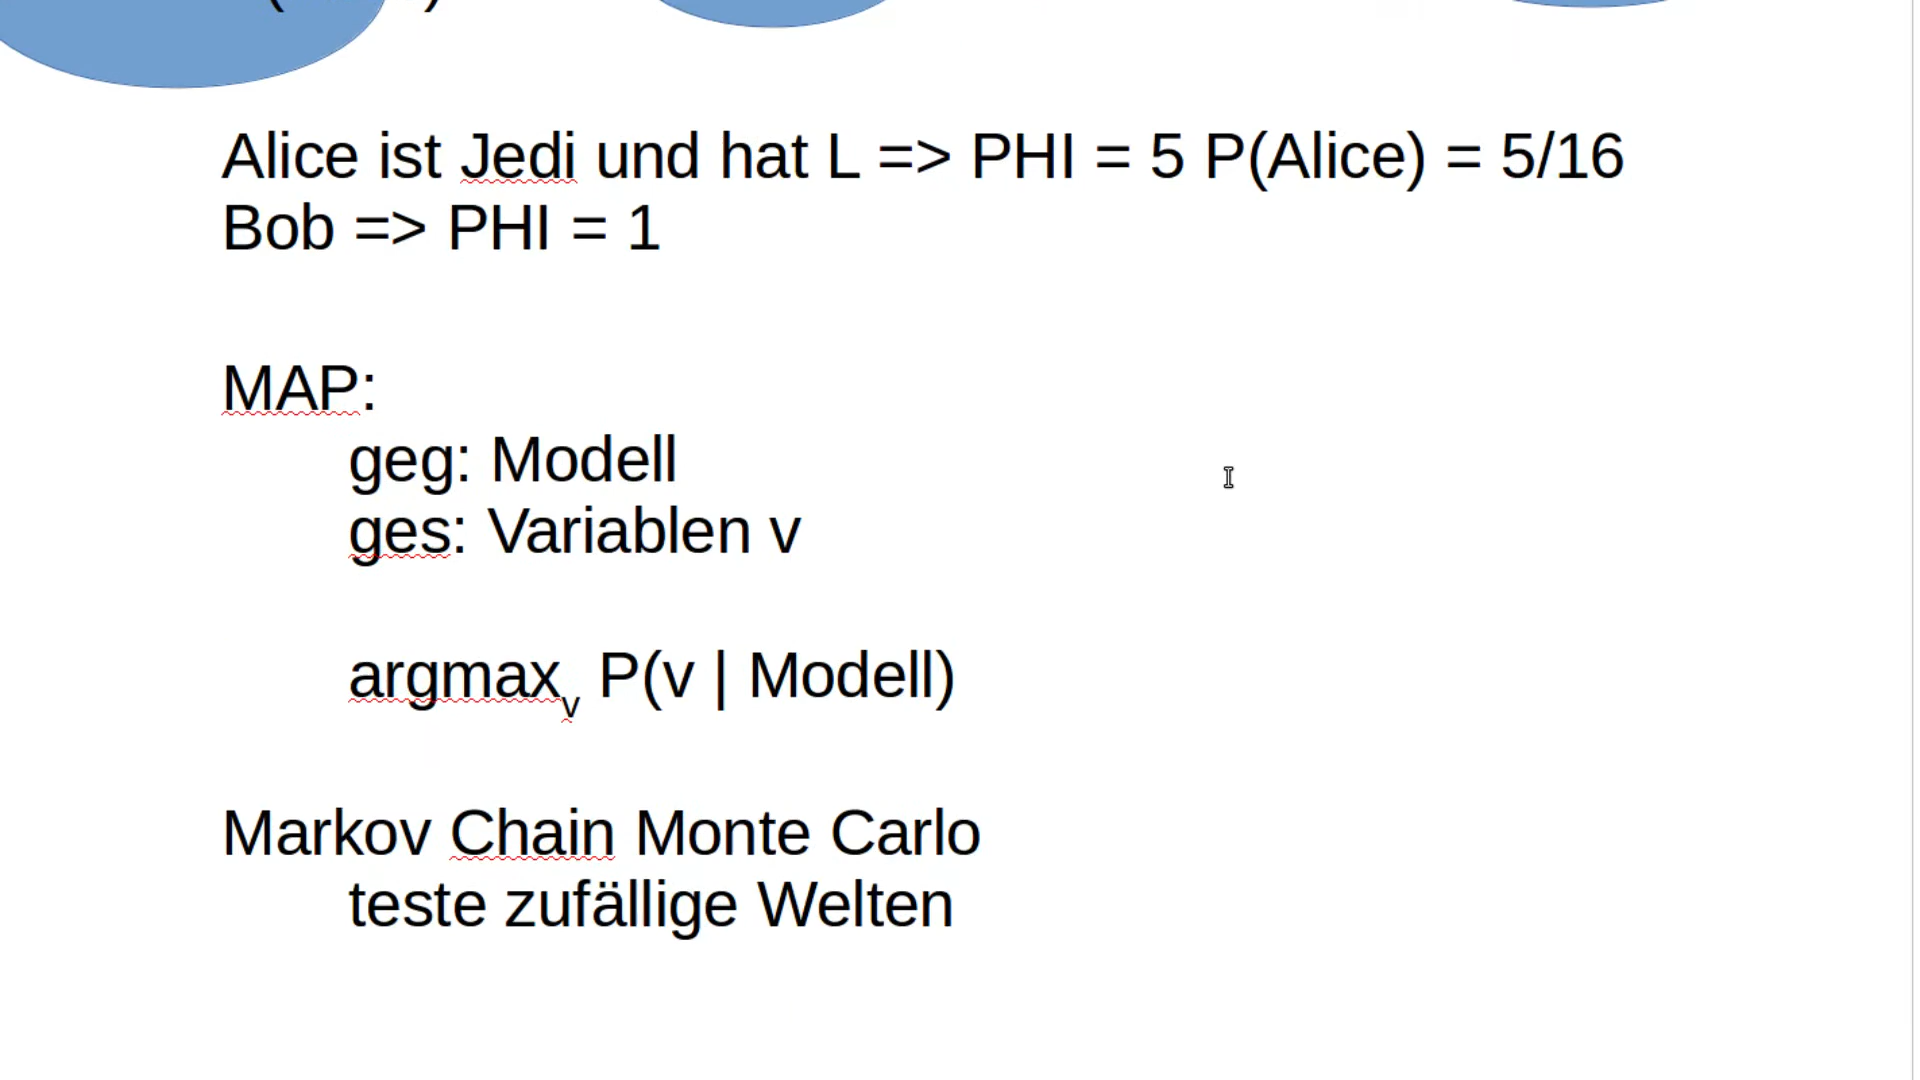 Alice ist Jedi und hat L => PHI = 5 P(Alice) = 5/16
Bob => PHI = 1
MAP:
geg: Modell
ges: Variablen v
argmaxᵥ P(v | Modell)
Markov Chain Monte Carlo
teste zufällige Welten